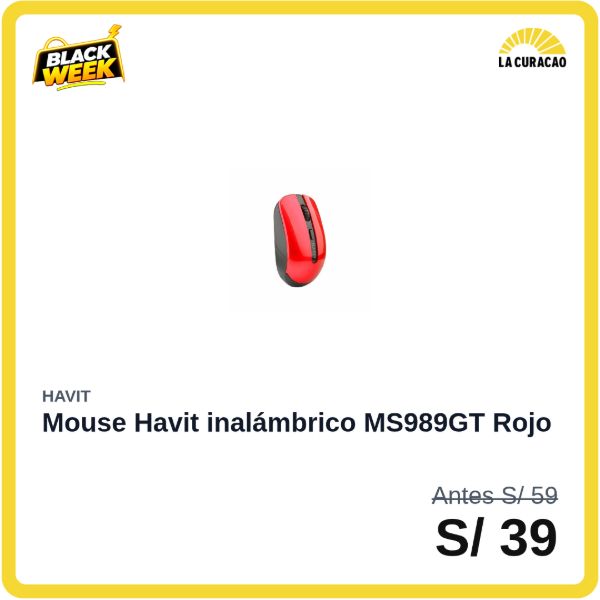 BLACK
WEEK
LA CURACAO
HAVIT
Mouse Havit inalámbrico MS989GT Rojo
Antes S/ 59
S/ 39